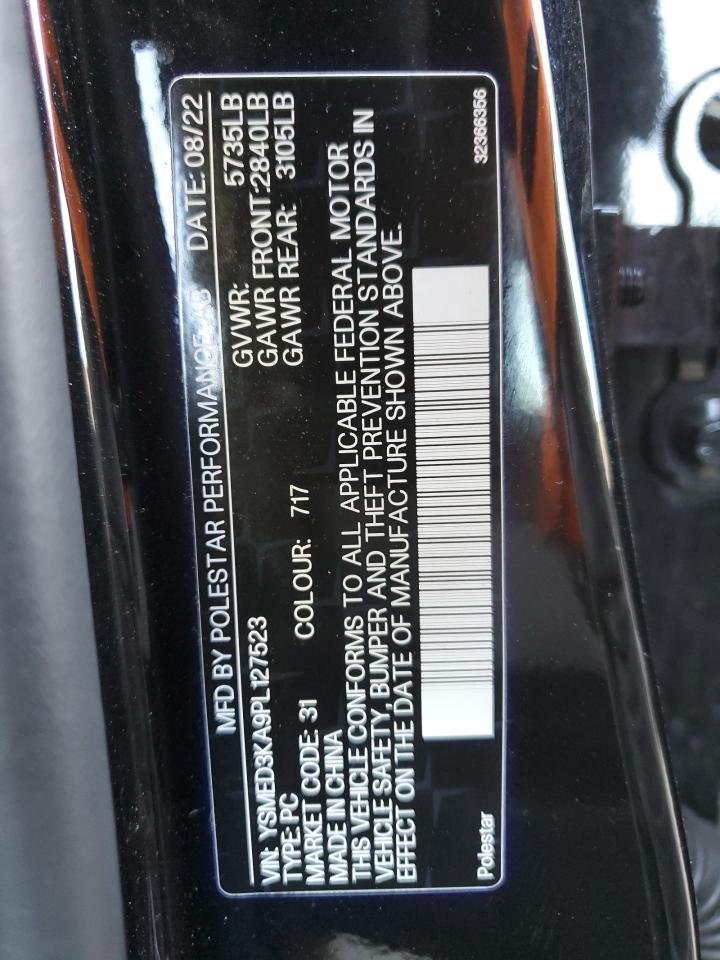 MFD BY POLESTAR PERFORMANCE AB DATE: 08/22
VIN: YSMED3KA9PL127523 GVWR: 5735LB
TYPE: PC GAWR FRONT:2840LB
MARKET CODE: 31 COLOUR: 717 GAWR REAR: 3105LB
MADE IN CHINA
THIS VEHICLE CONFORMS TO ALL APPLICABLE FEDERAL MOTOR
VEHICLE SAFETY, BUMPER AND THEFT PREVENTION STANDARDS IN
EFFECT ON THE DATE OF MANUFACTURE SHOWN ABOVE.
Polestar 32366356